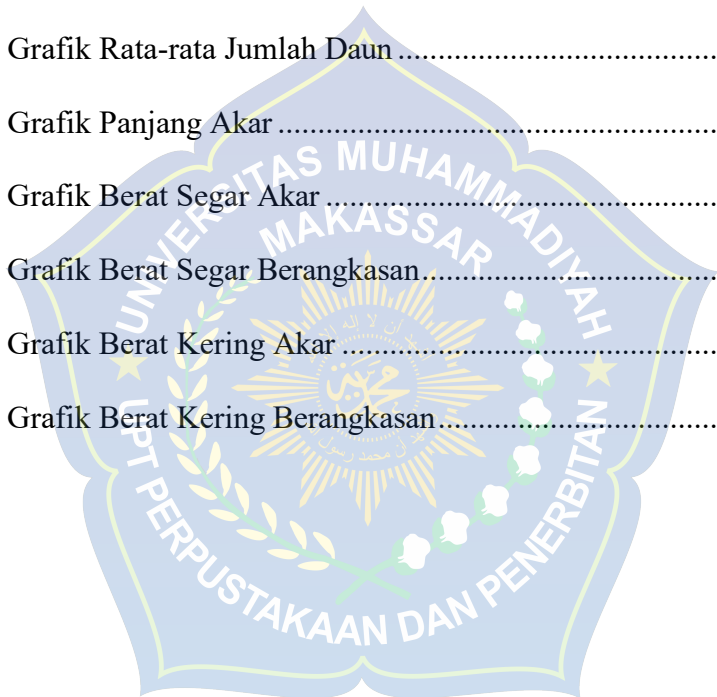 Grafik Rata-rata Jumlah Daun ........................................
Grafik Panjang Akar .......................................................
Grafik Berat Segar Akar .................................................
Grafik Berat Segar Berangkasan.....................................
Grafik Berat Kering Akar ...............................................
Grafik Berat Kering Berangkasan...................................
UNIVERSITAS MUHAMMADIYAH
MAKASSAR
UPT PERPUSTAKAAN DAN PENERBITAN